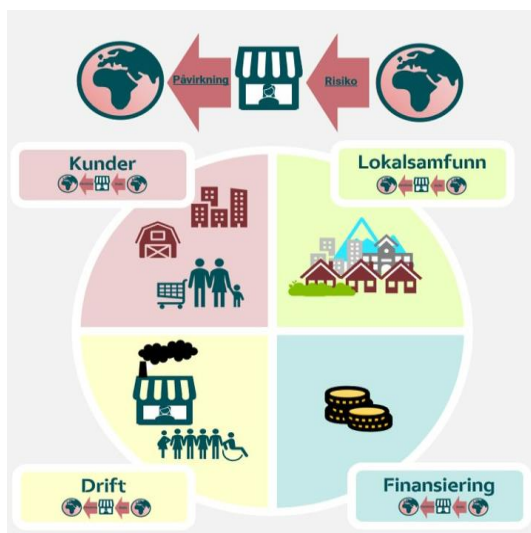 Påvirkning
Risiko
Kunder
Lokalsamfunn
Drift
Finansiering